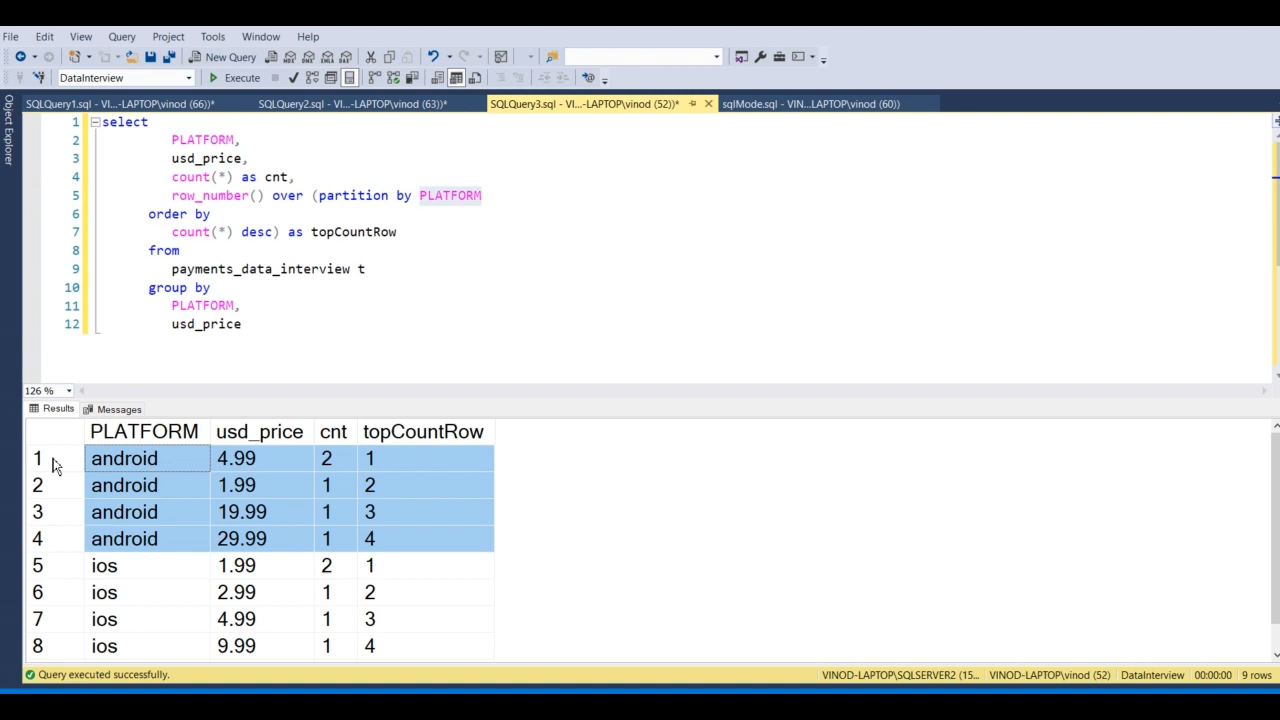 File Edit View Query Project Tools Window Help
New Query
DataInterview Execute
SQLQuery1.sql - VI...-LAPTOP\vinod (66))* SQLQuery2.sql - VI...-LAPTOP\vinod (63))* SQLQuery3.sql - VI...-LAPTOP\vinod (52))* sqlMode.sql - VIN...LAPTOP\vinod (60))
Object Explorer
1 select
2 PLATFORM,
3 usd_price,
4 count(*) as cnt,
5 row_number() over (partition by PLATFORM
6 order by
7 count(*) desc) as topCountRow
8 from
9 payments_data_interview t
10 group by
11 PLATFORM,
12 usd_price
126 %
Results Messages
PLATFORM usd_price cnt topCountRow
1 android 4.99 2 1
2 android 1.99 1 2
3 android 19.99 1 3
4 android 29.99 1 4
5 ios 1.99 2 1
6 ios 2.99 1 2
7 ios 4.99 1 3
8 ios 9.99 1 4
Query executed successfully. VINOD-LAPTOP\SQLSERVER2 (15... VINOD-LAPTOP\vinod (52) DataInterview 00:00:00 9 rows